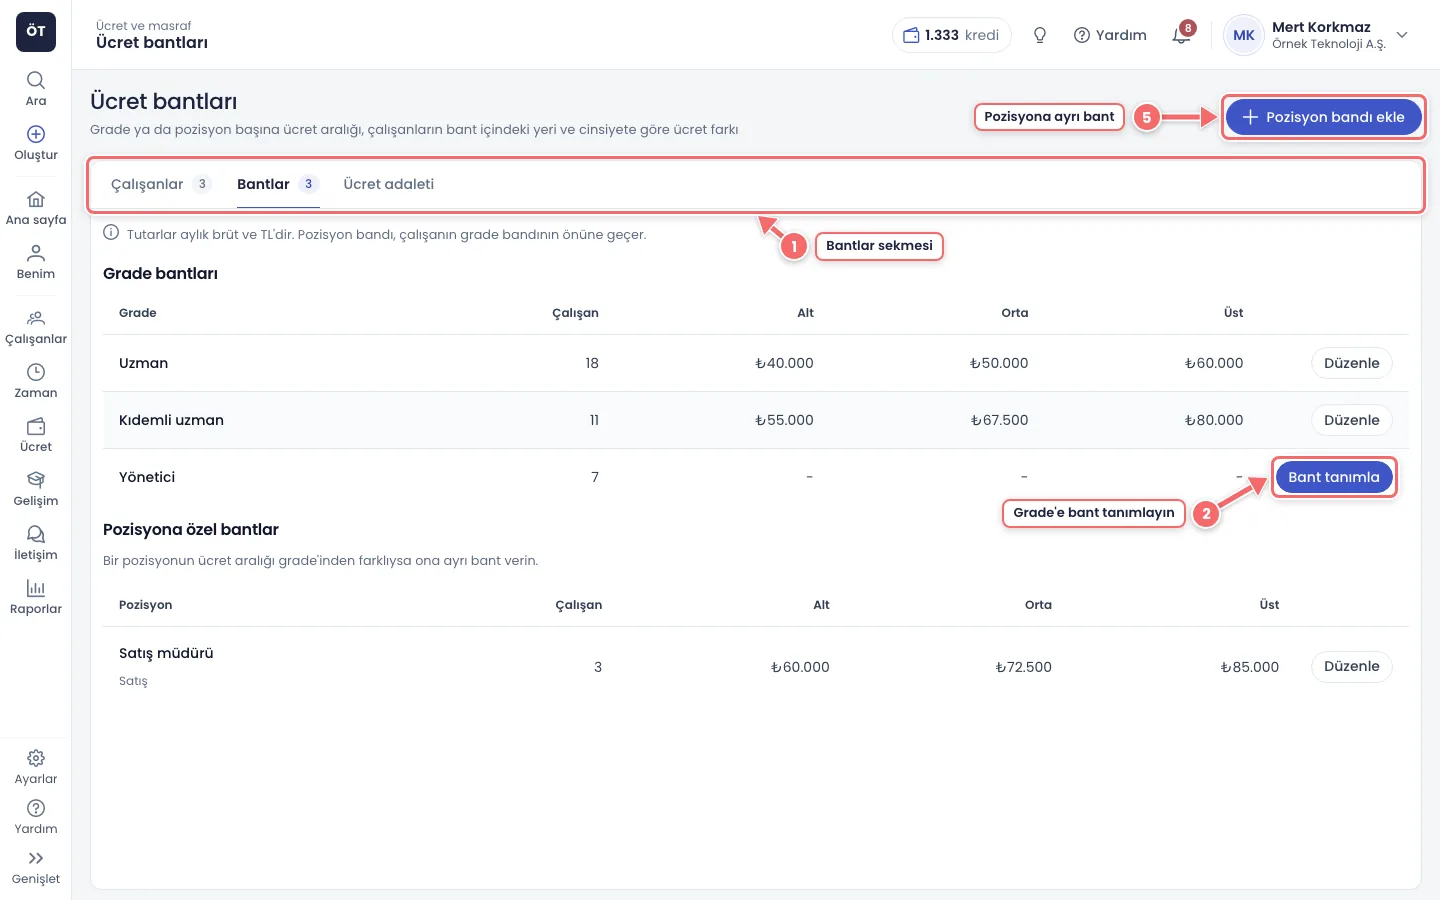 ÖT
Ara
Oluştur
Ana sayfa
Benim
Çalışanlar
Zaman
Ücret
Gelişim
İletişim
Raporlar
Ayarlar
Yardım
Genişlet
Ücret ve masraf
Ücret bantları
1.333 kredi
Yardım
8
MK
Mert Korkmaz
Örnek Teknoloji A.Ş.
Ücret bantları
Grade ya da pozisyon başına ücret aralığı, çalışanların bant içindeki yeri ve cinsiyete göre ücret farkı
Pozisyona ayrı bant
5
Pozisyon bandı ekle
Çalışanlar 3
Bantlar 3
Ücret adaleti
Tutarlar aylık brüt ve TL'dir. Pozisyon bandı, çalışanın grade bandının önüne geçer.
1
Bantlar sekmesi
Grade bantları
Grade Çalışan Alt Orta Üst
Uzman 18 ₺40.000 ₺50.000 ₺60.000 Düzenle
Kıdemli uzman 11 ₺55.000 ₺67.500 ₺80.000 Düzenle
Yönetici 7 - - - Bant tanımla
Grade'e bant tanımlayın
2
Pozisyona özel bantlar
Bir pozisyonun ücret aralığı grade'inden farklıysa ona ayrı bant verin.
Pozisyon Çalışan Alt Orta Üst
Satış müdürü 3 ₺60.000 ₺72.500 ₺85.000 Düzenle
Satış